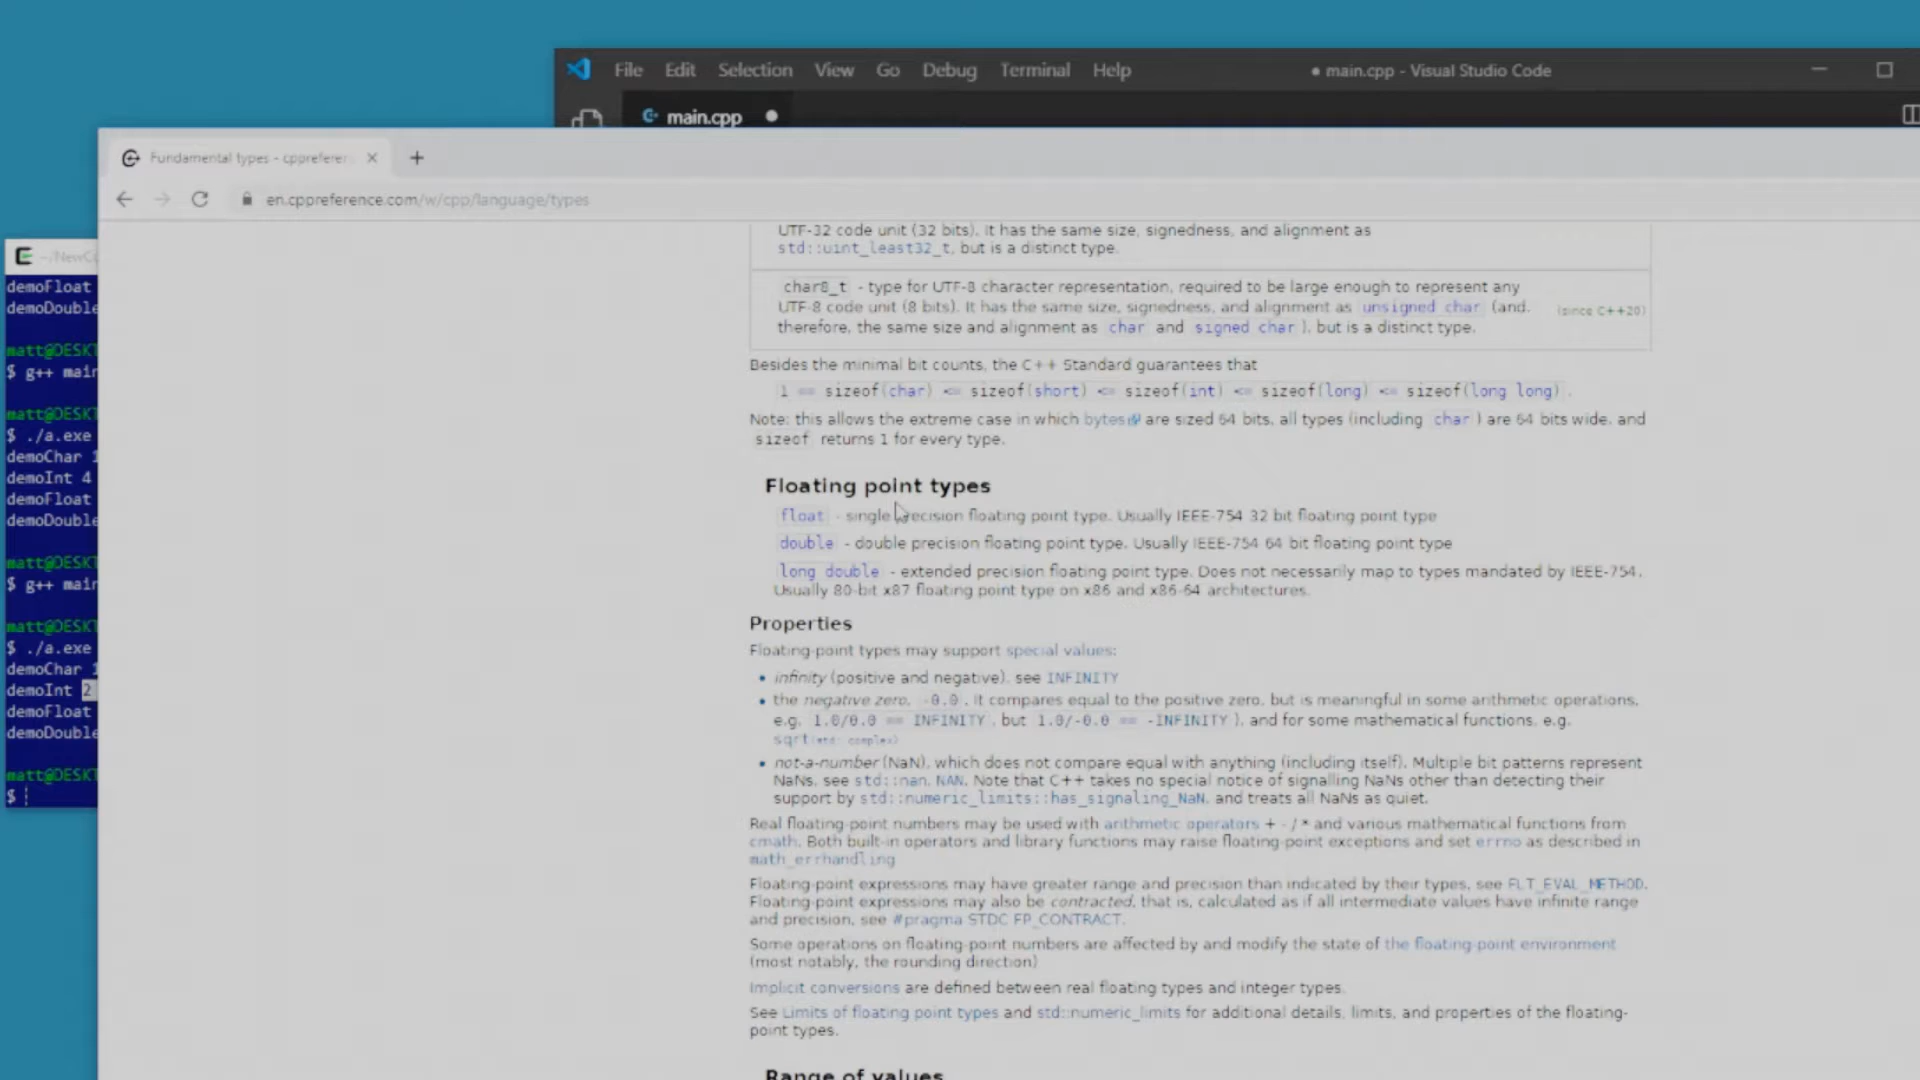 File Edit Selection View Go Debug Terminal Help
● main.cpp - Visual Studio Code
main.cpp
Fundamental types - cpprefere
en.cppreference.com/w/cpp/language/types
~/NewC
demoFloat
demoDouble
matt@DESKT
$ g++ main
matt@DESKT
$ ./a.exe
demoChar 1
demoInt 4
demoFloat
demoDouble
matt@DESKT
$ g++ main
matt@DESKT
$ ./a.exe
demoChar 1
demoInt 2
demoFloat
demoDouble
matt@DESKT
$
UTF-32 code unit (32 bits). It has the same size, signedness, and alignment as
std::uint_least32_t, but is a distinct type.
char8_t - type for UTF-8 character representation, required to be large enough to represent any
UTF-8 code unit (8 bits). It has the same size, signedness, and alignment as unsigned char (and,
therefore, the same size and alignment as char and signed char ), but is a distinct type.
(since C++20)
Besides the minimal bit counts, the C++ Standard guarantees that
1 == sizeof(char) <= sizeof(short) <= sizeof(int) <= sizeof(long) <= sizeof(long long) .
Note: this allows the extreme case in which bytes are sized 64 bits, all types (including char ) are 64 bits wide, and
sizeof returns 1 for every type.
Floating point types
float - single precision floating point type. Usually IEEE-754 32 bit floating point type
double - double precision floating point type. Usually IEEE-754 64 bit floating point type
long double - extended precision floating point type. Does not necessarily map to types mandated by IEEE-754.
Usually 80-bit x87 floating point type on x86 and x86-64 architectures.
Properties
Floating-point types may support special values:
• infinity (positive and negative), see INFINITY
• the negative zero, -0.0 . It compares equal to the positive zero, but is meaningful in some arithmetic operations,
e.g. 1.0/0.0 == INFINITY , but 1.0/-0.0 == -INFINITY ), and for some mathematical functions, e.g.
sqrt(std::complex)
• not-a-number (NaN), which does not compare equal with anything (including itself). Multiple bit patterns represent
NaNs, see std::nan, NAN. Note that C++ takes no special notice of signalling NaNs other than detecting their
support by std::numeric_limits::has_signaling_NaN, and treats all NaNs as quiet.
Real floating-point numbers may be used with arithmetic operators + - / * and various mathematical functions from
cmath. Both built-in operators and library functions may raise floating-point exceptions and set errno as described in
math_errhandling
Floating-point expressions may have greater range and precision than indicated by their types, see FLT_EVAL_METHOD.
Floating-point expressions may also be contracted, that is, calculated as if all intermediate values have infinite range
and precision, see #pragma STDC FP_CONTRACT.
Some operations on floating-point numbers are affected by and modify the state of the floating-point environment
(most notably, the rounding direction)
Implicit conversions are defined between real floating types and integer types.
See Limits of floating point types and std::numeric_limits for additional details, limits, and properties of the floating-
point types.
Range of values